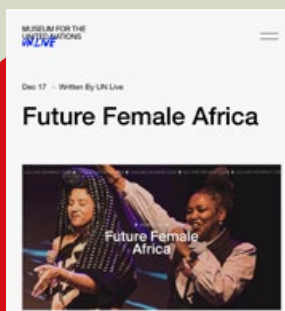 MUSEUM FOR THE
UNITED NATIONS
UN LIVE
Dec 17 · Written By UN Live
Future Female Africa
Future Female
Africa